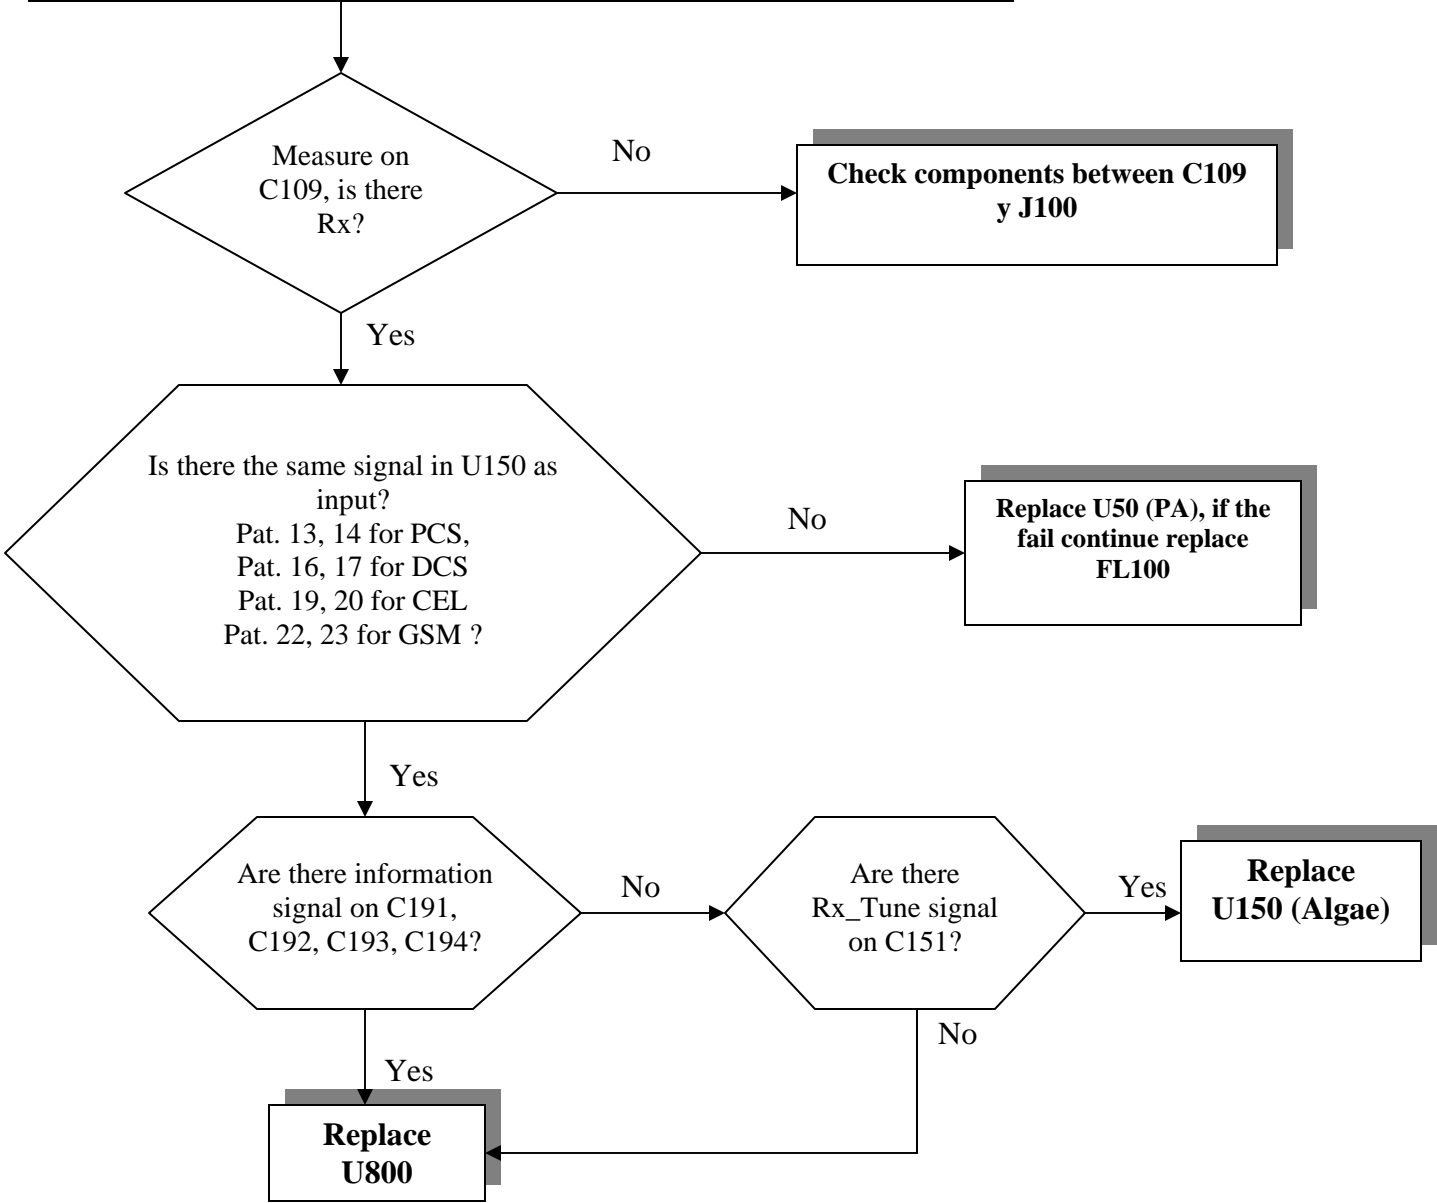 Measure on
C109, is there
Rx?
No
Check components between C109
y J100
Yes
Is there the same signal in U150 as
input?
Pat. 13, 14 for PCS,
Pat. 16, 17 for DCS
Pat. 19, 20 for CEL
Pat. 22, 23 for GSM ?
No
Replace U50 (PA), if the
fail continue replace
FL100
Yes
Are there information
signal on C191,
C192, C193, C194?
No
Are there
Rx_Tune signal
on C151?
Yes
Replace
U150 (Algae)
No
Yes
Replace
U800